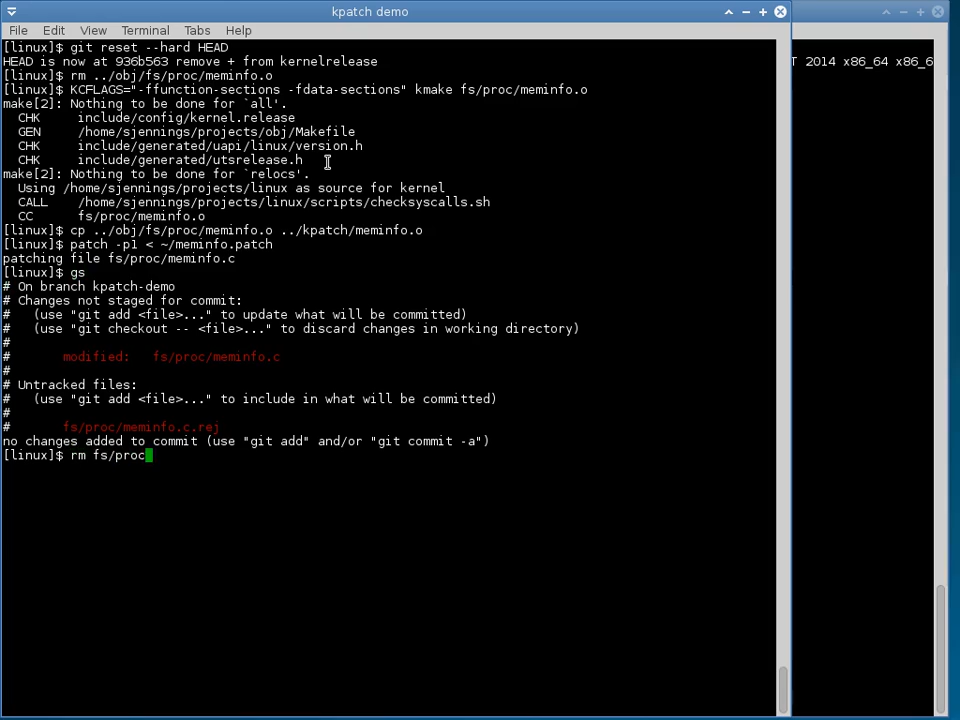 kpatch demo
File Edit View Terminal Tabs Help
[linux]$ git reset --hard HEAD
HEAD is now at 936b563 remove + from kernelrelease
[linux]$ rm ../obj/fs/proc/meminfo.o
[linux]$ KCFLAGS="-ffunction-sections -fdata-sections" kmake fs/proc/meminfo.o
make[2]: Nothing to be done for `all'.
  CHK     include/config/kernel.release
  GEN     /home/sjennings/projects/obj/Makefile
  CHK     include/generated/uapi/linux/version.h
  CHK     include/generated/utsrelease.h
make[2]: Nothing to be done for `relocs'.
  Using /home/sjennings/projects/linux as source for kernel
  CALL    /home/sjennings/projects/linux/scripts/checksyscalls.sh
  CC      fs/proc/meminfo.o
[linux]$ cp ../obj/fs/proc/meminfo.o ../kpatch/meminfo.o
[linux]$ patch -p1 < ~/meminfo.patch
patching file fs/proc/meminfo.c
[linux]$ gs
# On branch kpatch-demo
# Changes not staged for commit:
#   (use "git add <file>..." to update what will be committed)
#   (use "git checkout -- <file>..." to discard changes in working directory)
#
#       modified:   fs/proc/meminfo.c
#
# Untracked files:
#   (use "git add <file>..." to include in what will be committed)
#
#       fs/proc/meminfo.c.rej
no changes added to commit (use "git add" and/or "git commit -a")
[linux]$ rm fs/proc
T 2014 x86_64 x86_6